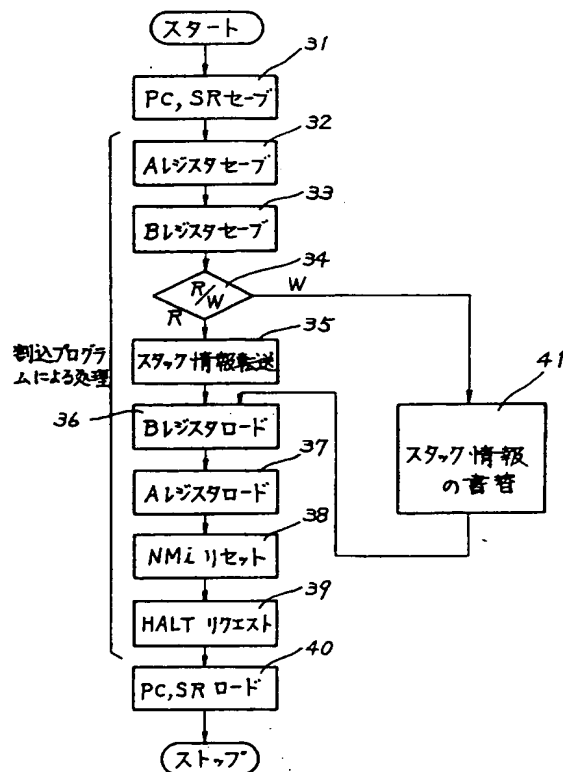 スタート
31
PC, SRセーブ
32
Aレジスタセーブ
33
Bレジスタセーブ
34
R/W
W
R
35
スタック情報転送
割込プログラ
ムによる処理
36
Bレジスタロード
41
スタック情報
の書替
37
Aレジスタロード
38
NMi リセット
39
HALT リクエスト
40
PC,SR ロード
ストップ